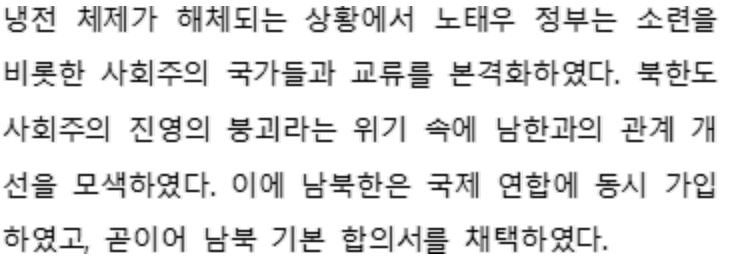 냉전 체제가 해체되는 상황에서 노태우 정부는 소련을
비롯한 사회주의 국가들과 교류를 본격화하였다. 북한도
사회주의 진영의 붕괴라는 위기 속에 남한과의 관계 개
선을 모색하였다. 이에 남북한은 국제 연합에 동시 가입
하였고, 곧이어 남북 기본 합의서를 채택하였다.